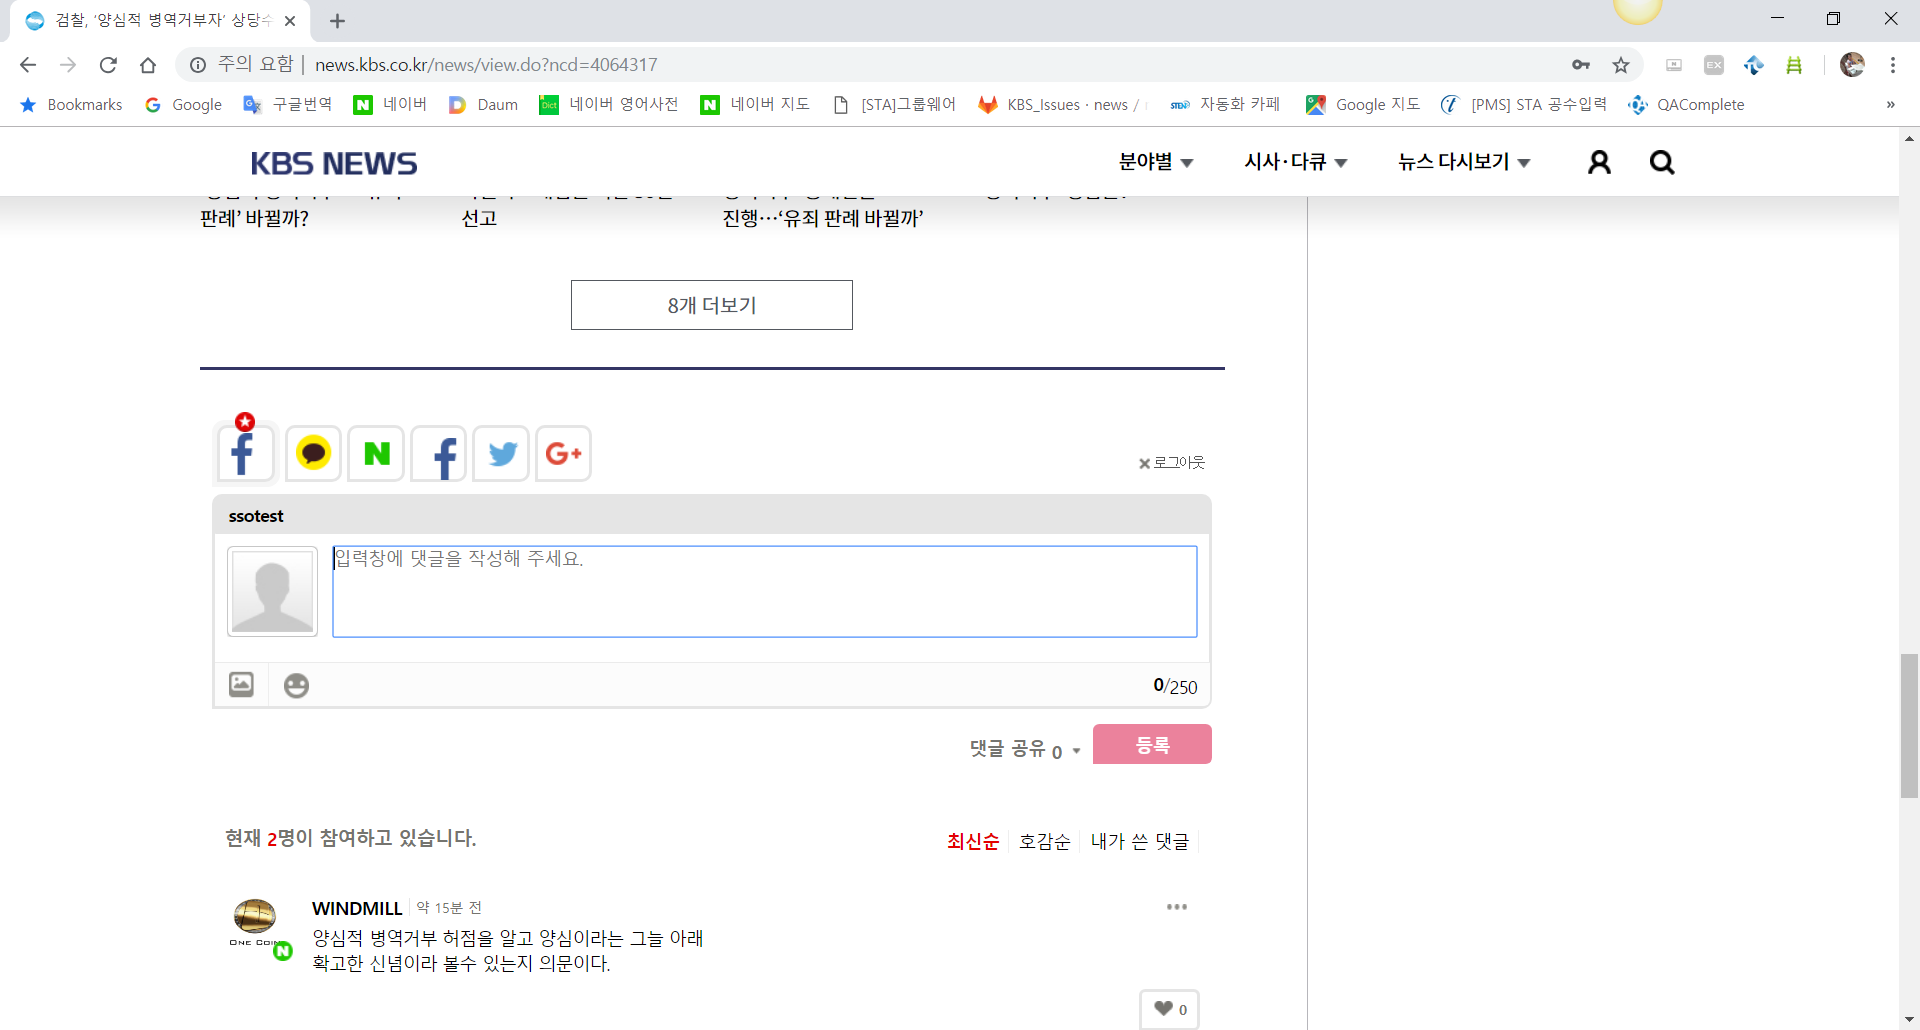 검찰, '양심적 병역거부자' 상당수
주의 요함 | news.kbs.co.kr/news/view.do?ncd=4064317
EX
Bookmarks Google 구글번역 네이버 Daum 네이버 영어사전 네이버 지도 [STA]그룹웨어 KBS_Issues · news / 자동화 카페 Google 지도 [PMS] STA 공수입력 QAComplete »
KBS NEWS 분야별 시사·다큐 뉴스 다시보기
판례’ 바뀔까? 선고 진행…‘유죄 판례 바뀔까’
8개 더보기
로그아웃
ssotest
입력창에 댓글을 작성해 주세요.
0/250
댓글 공유 0 등록
현재 2명이 참여하고 있습니다. 최신순 호감순 내가 쓴 댓글
WINDMILL 약 15분 전
ONE COIN
양심적 병역거부 허점을 알고 양심이라는 그늘 아래
확고한 신념이라 볼수 있는지 의문이다.
0